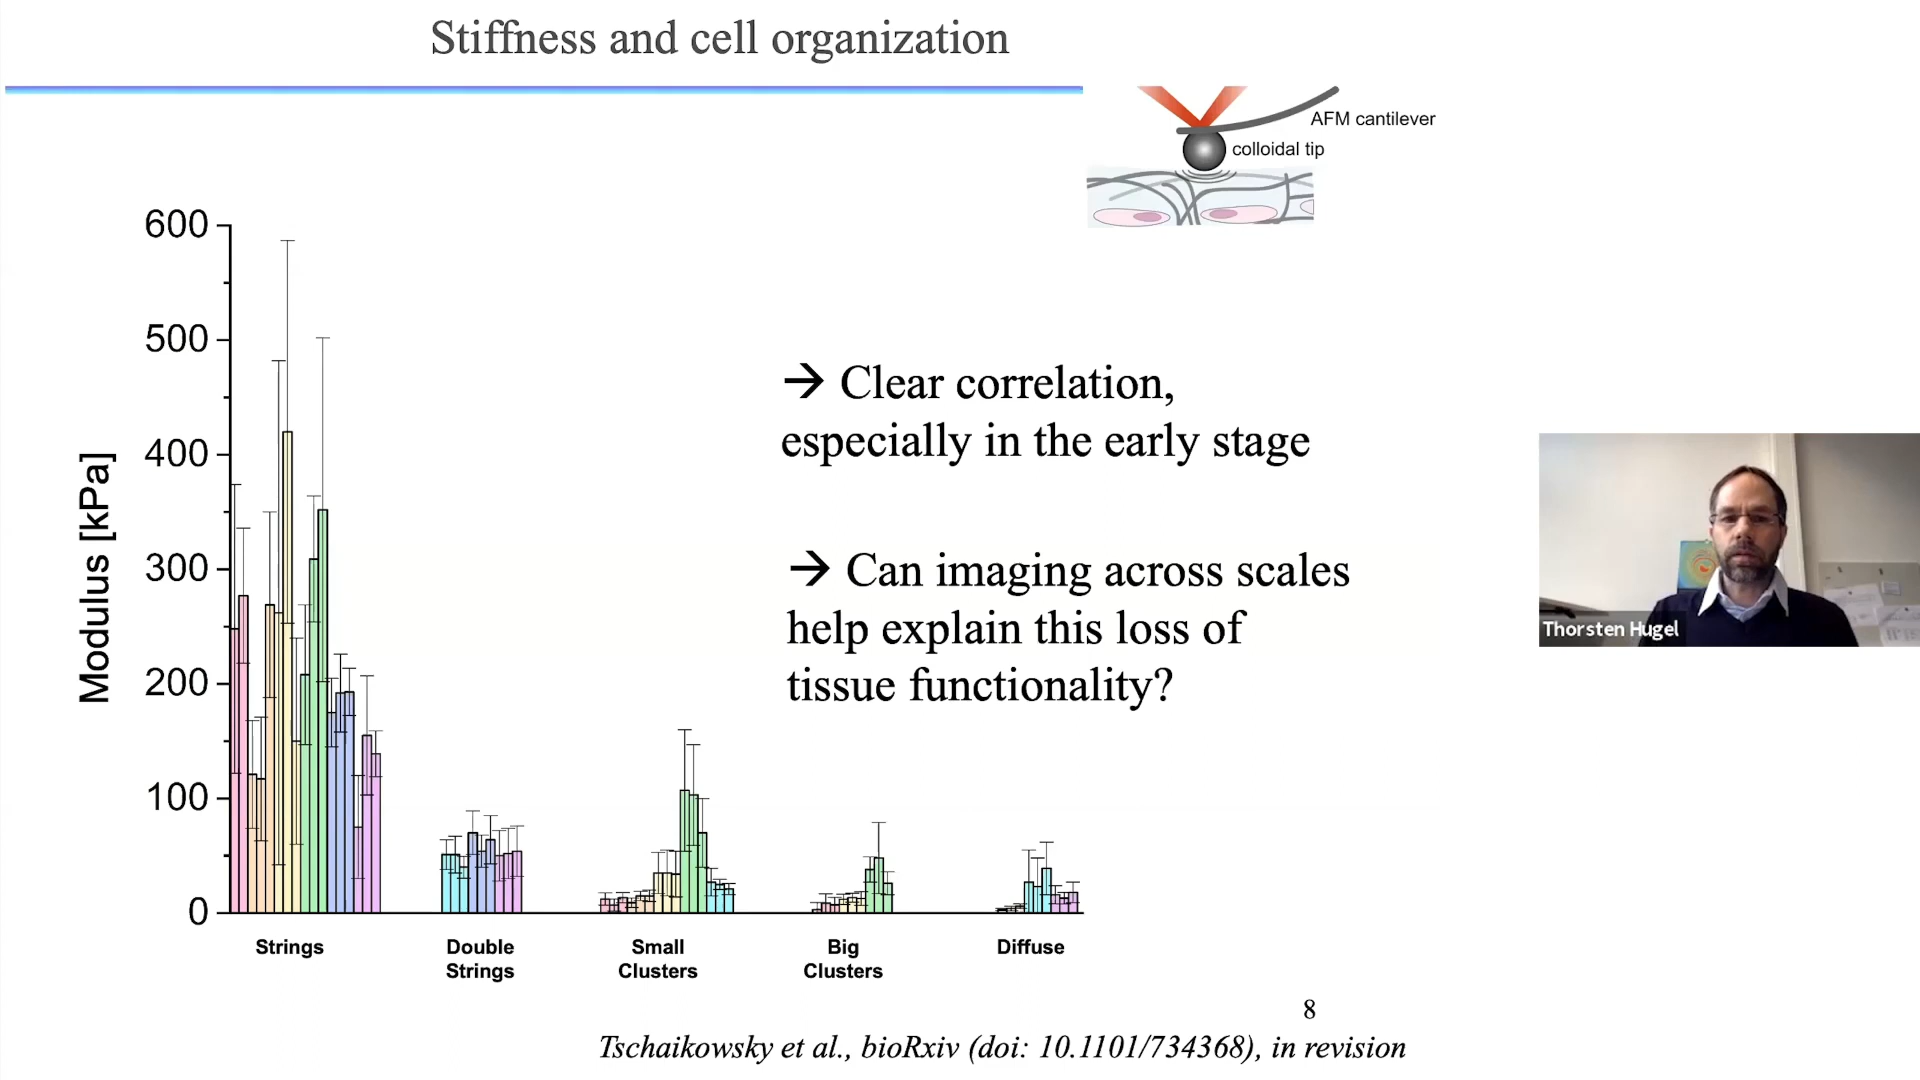 Stiffness and cell organization
AFM cantilever
colloidal tip
600
500
400
300
200
100
0
Modulus [kPa]
Strings
Double
Strings
Small
Clusters
Big
Clusters
Diffuse
→ Clear correlation,
especially in the early stage
→ Can imaging across scales
help explain this loss of
tissue functionality?
Thorsten Hugel
8
Tschaikowsky et al., bioRxiv (doi: 10.1101/734368), in revision